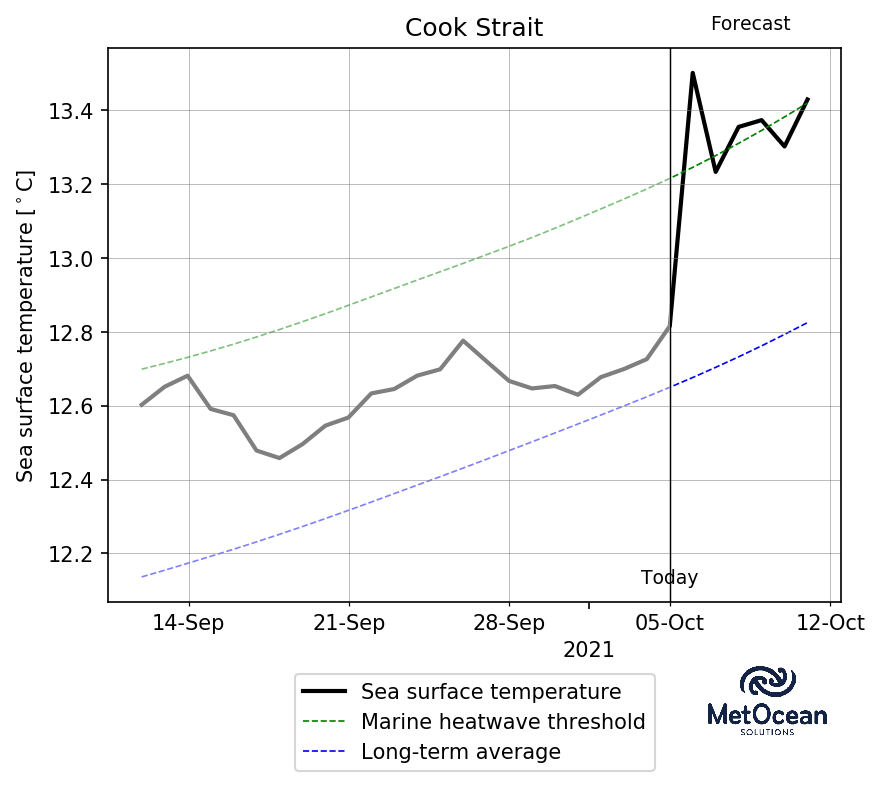 Cook Strait
Forecast
Sea surface temperature [°C]
13.4
13.2
13.0
12.8
12.6
12.4
12.2
Today
14-Sep 21-Sep 28-Sep 05-Oct 12-Oct
2021
Sea surface temperature
Marine heatwave threshold
Long-term average
MetOcean
SOLUTIONS